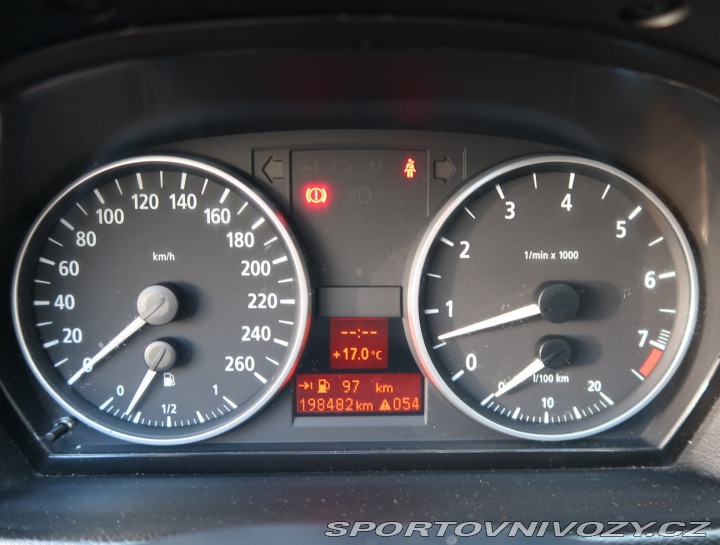 0 20 40 60 80 100 120 140 160 180 200 220 240 260
km/h
0 1/2 1
--:--
+17.0°C
97 km
198482km 054
0 1 2 3 4 5 6 7
1/min x 1000
0 10 20
l/100 km
SPORTOVNIVOZY.CZ